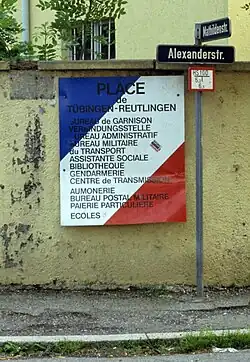 Mathildenstr.
Alexanderstr.
PLACE
de
TÜBINGEN-REUTLINGEN
BUREAU de GARNISON
VERBINDUNGSSTELLE
BUREAU ADMINISTRATIF
BUREAU MILITAIRE
du TRANSPORT
ASSISTANTE SOCIALE
BIBLIOTHEQUE
GENDARMERIE
CENTRE de TRANSMISSION
AUMONERIE
BUREAU POSTAL MILITAIRE
PAIERIE PARTICULIERE
ECOLES